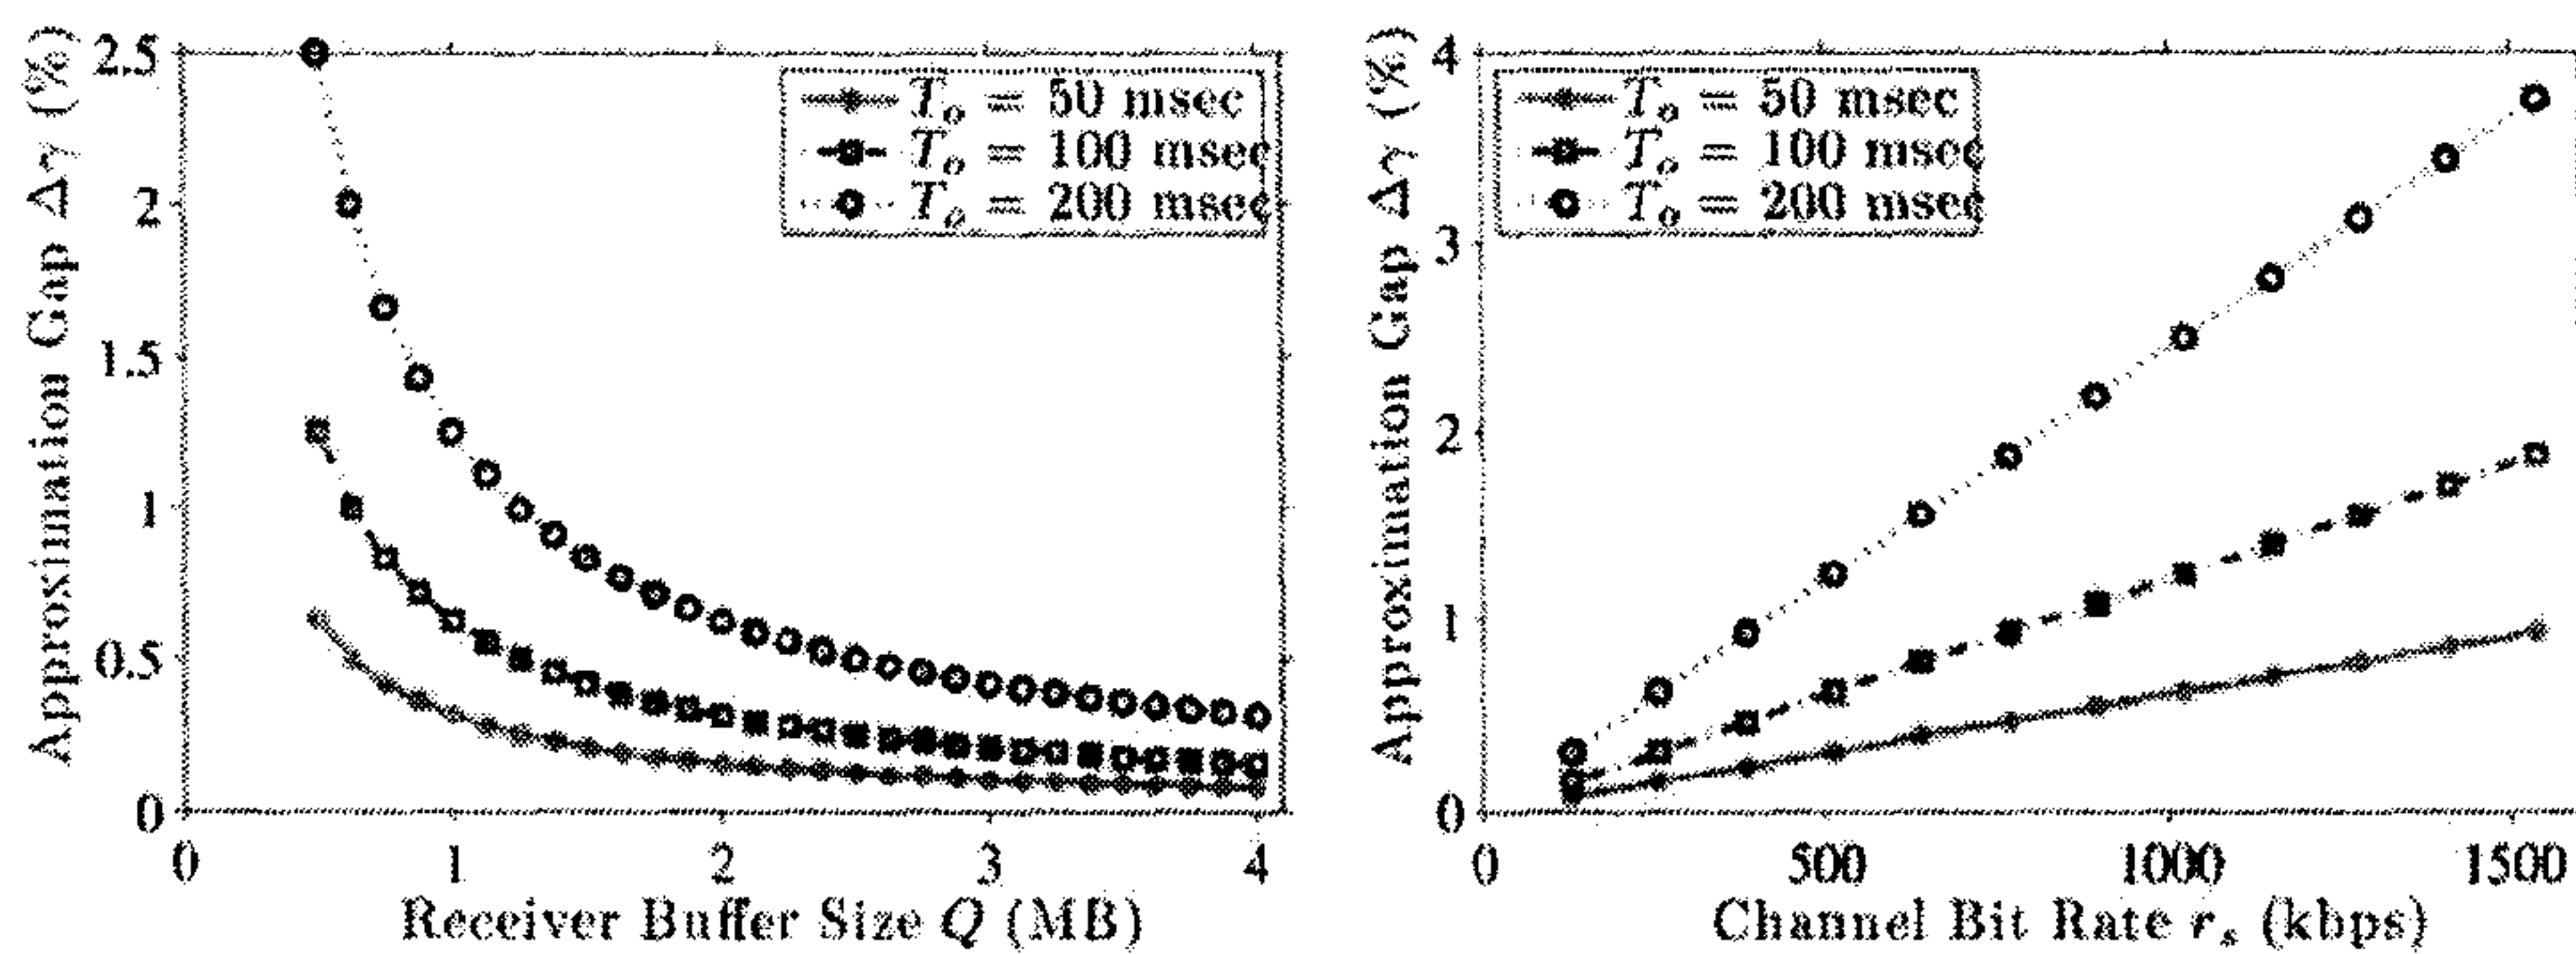 Approximation Gap Δγ (%)
2.5
2
1.5
1
0.5
0
T_o = 50 msec
T_o = 100 msec
T_o = 200 msec
0 1 2 3 4
Receiver Buffer Size Q (MB)
Approximation Gap Δγ (%)
4
3
2
1
0
T_o = 50 msec
T_o = 100 msec
T_o = 200 msec
0 500 1000 1500
Channel Bit Rate r_s (kbps)